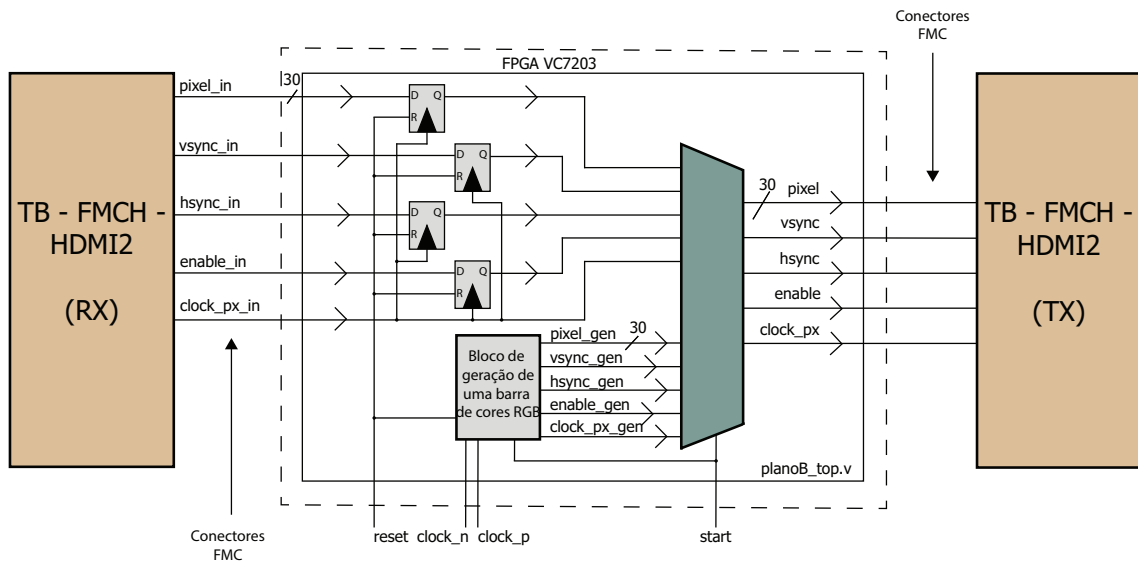 Conectores
FMC
FPGA VC7203
TB - FMCH -
HDMI2
(RX)
pixel_in
30
vsync_in
hsync_in
enable_in
clock_px_in
D Q
R
D Q
R
D Q
R
D Q
R
Bloco de
geração de
uma barra
de cores RGB
pixel_gen
30
vsync_gen
hsync_gen
enable_gen
clock_px_gen
30
pixel
vsync
hsync
enable
clock_px
TB - FMCH -
HDMI2
(TX)
planoB_top.v
reset clock_n clock_p
start
Conectores
FMC